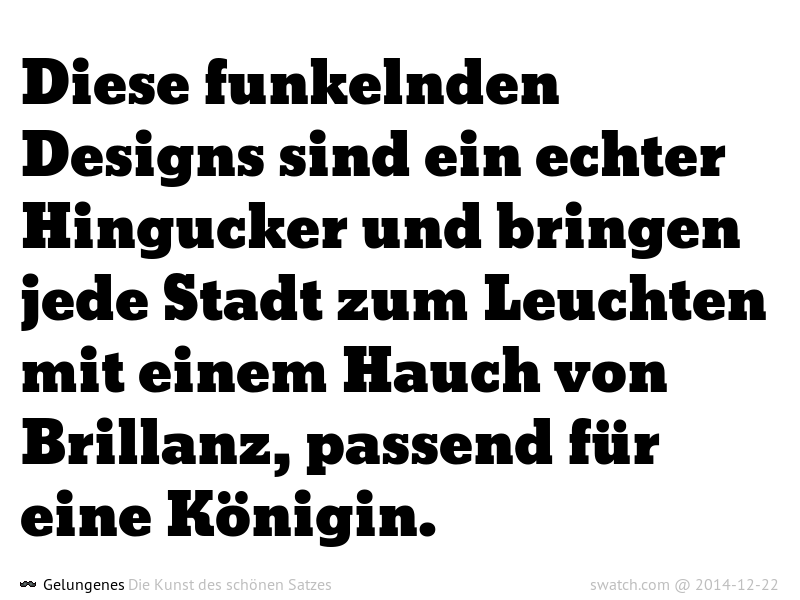 Diese funkelnden
Designs sind ein echter
Hingucker und bringen
jede Stadt zum Leuchten
mit einem Hauch von
Brillanz, passend für
eine Königin.
Gelungenes Die Kunst des schönen Satzes
swatch.com @ 2014-12-22